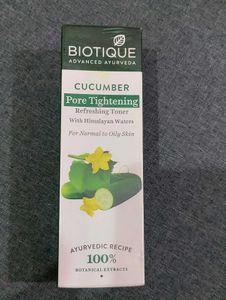 BIOTIQUE
ADVANCED AYURVEDA
CUCUMBER
Pore Tightening
Refreshing Toner
With Himalayan Waters
For Normal to Oily Skin
AYURVEDIC RECIPE
100%
BOTANICAL EXTRACTS